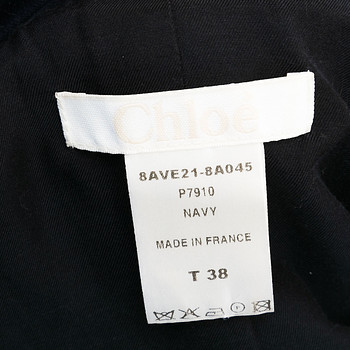 Chloé
8AVE21-8A045
P7910
NAVY
MADE IN FRANCE
T 38